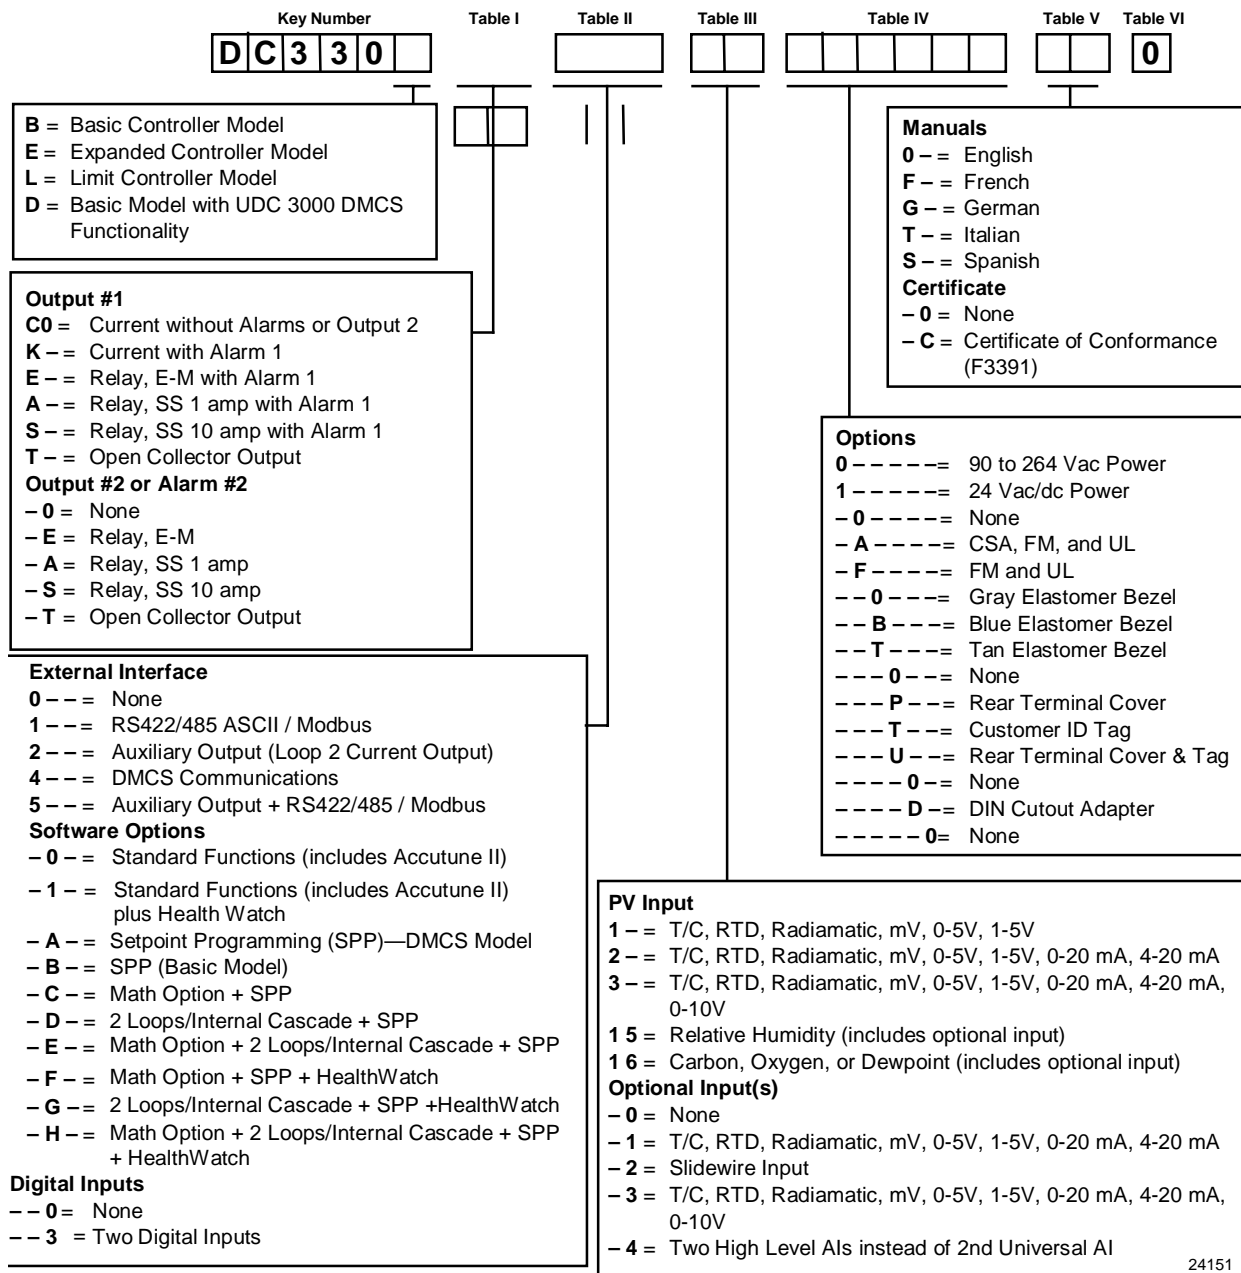 Key Number Table I Table II Table III Table IV Table V Table VI
D C 3 3 0 0
B = Basic Controller Model
E = Expanded Controller Model
L = Limit Controller Model
D = Basic Model with UDC 3000 DMCS
Functionality
Manuals
0 – = English
F – = French
G – = German
T – = Italian
S – = Spanish
Certificate
– 0 = None
– C = Certificate of Conformance
(F3391)
Output #1
C0 = Current without Alarms or Output 2
K – = Current with Alarm 1
E – = Relay, E-M with Alarm 1
A – = Relay, SS 1 amp with Alarm 1
S – = Relay, SS 10 amp with Alarm 1
T – = Open Collector Output
Output #2 or Alarm #2
– 0 = None
– E = Relay, E-M
– A = Relay, SS 1 amp
– S = Relay, SS 10 amp
– T = Open Collector Output
Options
0 – – – – – = 90 to 264 Vac Power
1 – – – – – = 24 Vac/dc Power
– 0 – – – – = None
– A – – – – = CSA, FM, and UL
– F – – – – = FM and UL
– – 0 – – – = Gray Elastomer Bezel
– – B – – – = Blue Elastomer Bezel
– – T – – – = Tan Elastomer Bezel
– – – 0 – – = None
– – – P – – = Rear Terminal Cover
– – – T – – = Customer ID Tag
– – – U – – = Rear Terminal Cover & Tag
– – – – 0 – = None
– – – – D – = DIN Cutout Adapter
– – – – – 0 = None
External Interface
0 – – = None
1 – – = RS422/485 ASCII / Modbus
2 – – = Auxiliary Output (Loop 2 Current Output)
4 – – = DMCS Communications
5 – – = Auxiliary Output + RS422/485 / Modbus
Software Options
– 0 – = Standard Functions (includes Accutune II)
– 1 – = Standard Functions (includes Accutune II)
plus Health Watch
– A – = Setpoint Programming (SPP)—DMCS Model
– B – = SPP (Basic Model)
– C – = Math Option + SPP
– D – = 2 Loops/Internal Cascade + SPP
– E – = Math Option + 2 Loops/Internal Cascade + SPP
– F – = Math Option + SPP + HealthWatch
– G – = 2 Loops/Internal Cascade + SPP +HealthWatch
– H – = Math Option + 2 Loops/Internal Cascade + SPP
+ HealthWatch
Digital Inputs
– – 0 = None
– – 3 = Two Digital Inputs
PV Input
1 – = T/C, RTD, Radiamatic, mV, 0-5V, 1-5V
2 – = T/C, RTD, Radiamatic, mV, 0-5V, 1-5V, 0-20 mA, 4-20 mA
3 – = T/C, RTD, Radiamatic, mV, 0-5V, 1-5V, 0-20 mA, 4-20 mA,
0-10V
1 5 = Relative Humidity (includes optional input)
1 6 = Carbon, Oxygen, or Dewpoint (includes optional input)
Optional Input(s)
– 0 = None
– 1 = T/C, RTD, Radiamatic, mV, 0-5V, 1-5V, 0-20 mA, 4-20 mA
– 2 = Slidewire Input
– 3 = T/C, RTD, Radiamatic, mV, 0-5V, 1-5V, 0-20 mA, 4-20 mA,
0-10V
– 4 = Two High Level AIs instead of 2nd Universal AI
24151